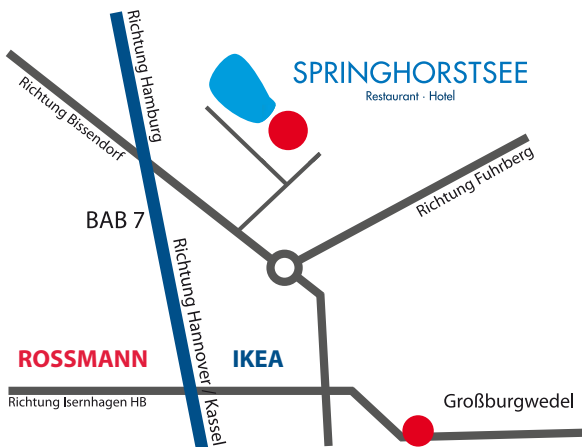 Richtung Hamburg
Richtung Bissendorf
SPRINGHORSTSEE
Restaurant · Hotel
Richtung Fuhrberg
BAB 7
Richtung Hannover / Kassel
ROSSMANN
IKEA
Richtung Isernhagen HB
Großburgwedel